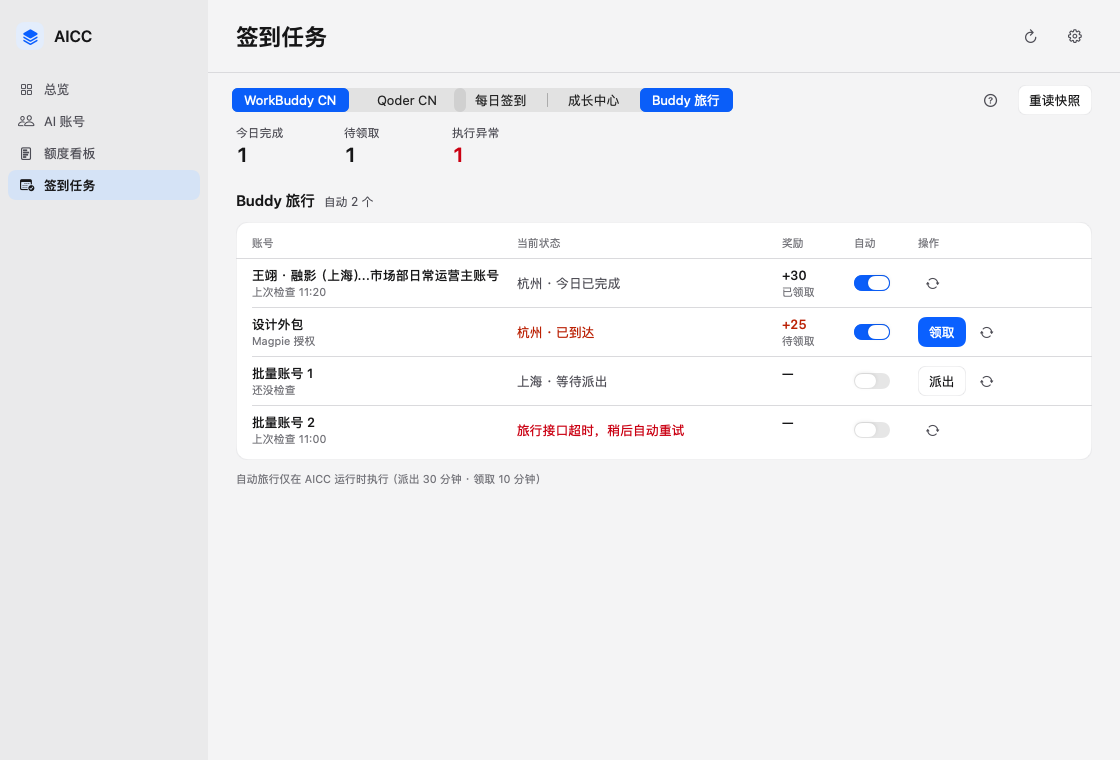 AICC
总览
AI 账号
额度看板
签到任务
签到任务
WorkBuddy CN
Qoder CN
每日签到
成长中心
Buddy 旅行
重读快照
今日完成
1
待领取
1
执行异常
1
Buddy 旅行 自动 2 个
账号 当前状态 奖励 自动 操作
王翊 · 融影 (上海)...市场部日常运营主账号
上次检查 11:20
杭州 · 今日已完成
+30
已领取
设计外包
Magpie 授权
杭州 · 已到达
+25
待领取
领取
批量账号 1
还没检查
上海 · 等待派出
—
派出
批量账号 2
上次检查 11:00
旅行接口超时，稍后自动重试
—
自动旅行仅在 AICC 运行时执行 (派出 30 分钟 · 领取 10 分钟)